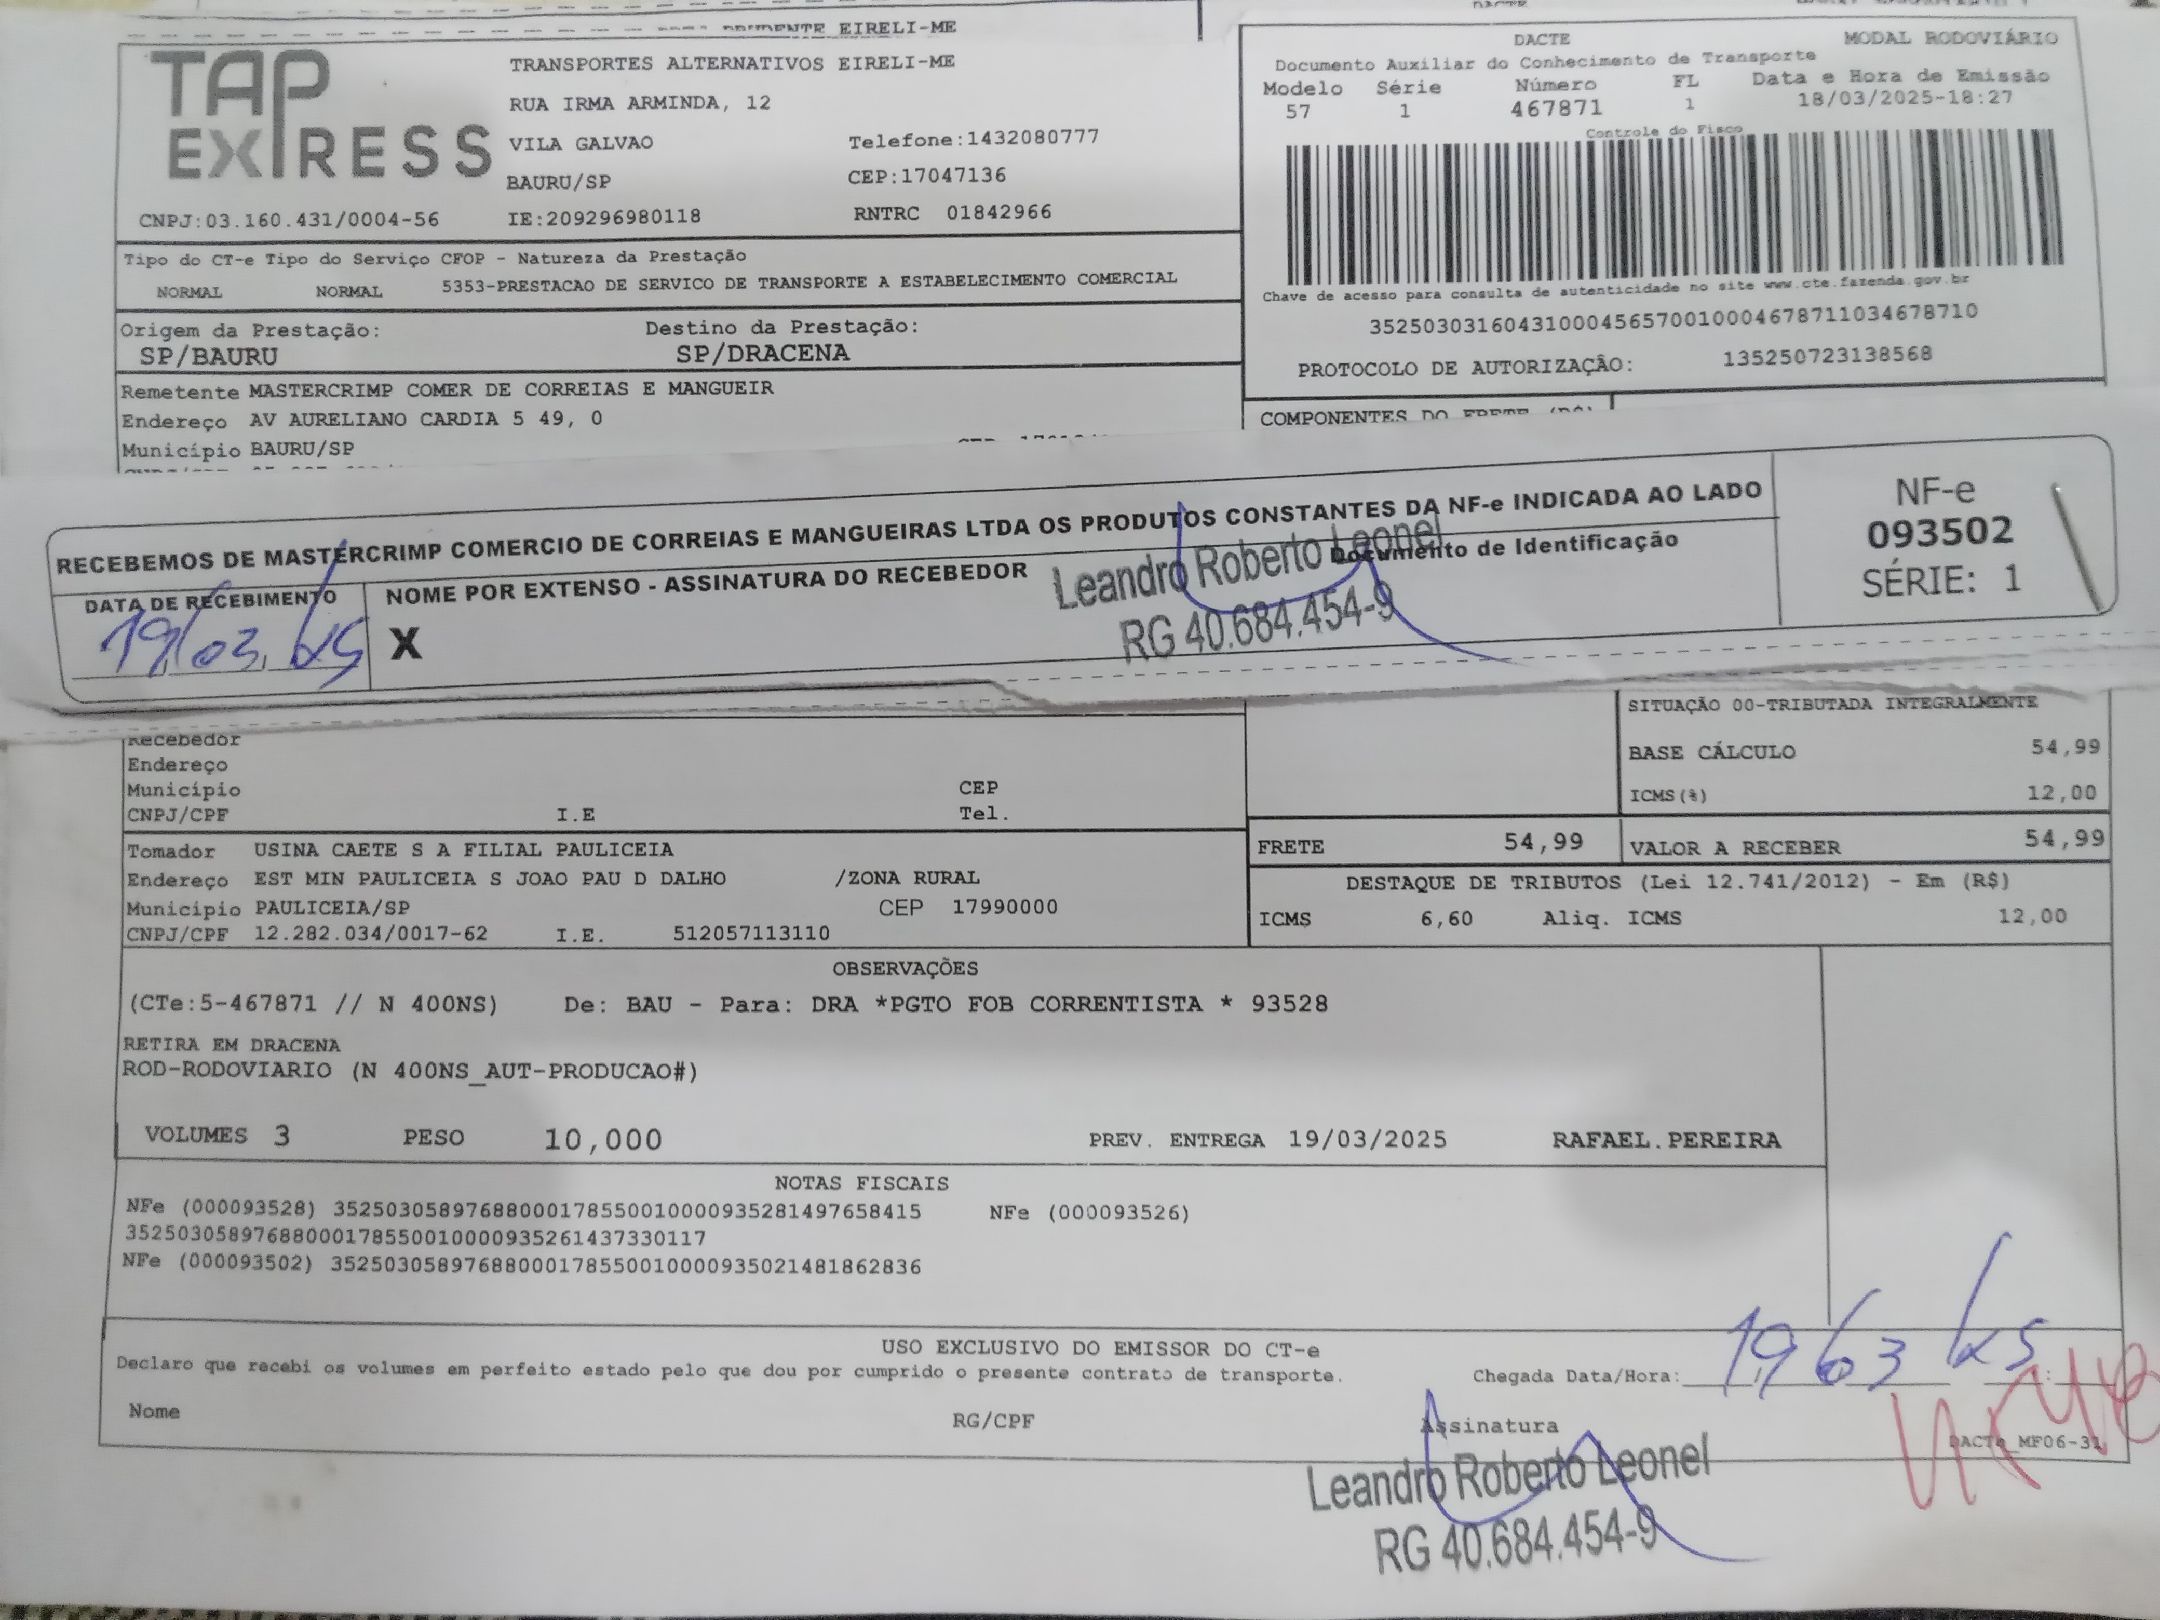 PRUDENTE EIRELI-ME
TAP EXPRESS
TRANSPORTES ALTERNATIVOS EIRELI-ME
RUA IRMA ARMINDA, 12
VILA GALVAO Telefone:1432080777
BAURU/SP CEP:17047136
CNPJ:03.160.431/0004-56 IE:209296980118 RNTRC 01842966
DACTE MODAL RODOVIÁRIO
Documento Auxiliar do Conhecimento de Transporte
Modelo Série Número FL Data e Hora de Emissão
57 1 467871 1 18/03/2025-18:27
Controle do Fisco
Chave de acesso para consulta de autenticidade no site www.cte.fazenda.gov.br
35250303160431000456570010004678711034678710
PROTOCOLO DE AUTORIZAÇÃO: 135250723138568
Tipo do CT-e Tipo do Serviço CFOP - Natureza da Prestação
NORMAL NORMAL 5353-PRESTACAO DE SERVICO DE TRANSPORTE A ESTABELECIMENTO COMERCIAL
Origem da Prestação: Destino da Prestação:
SP/BAURU SP/DRACENA
Remetente MASTERCRIMP COMER DE CORREIAS E MANGUEIR
Endereço AV AURELIANO CARDIA 5 49, 0
Município BAURU/SP
COMPONENTES DO FRETE
RECEBEMOS DE MASTERCRIMP COMERCIO DE CORREIAS E MANGUEIRAS LTDA OS PRODUTOS CONSTANTES DA NF-e INDICADA AO LADO
DATA DE RECEBIMENTO NOME POR EXTENSO - ASSINATURA DO RECEBEDOR Documento de Identificação
19/03/25 X
Leandro Roberto Leonel
RG 40.684.454-9
NF-e
093502
SÉRIE: 1
Recebedor
Endereço
Município CEP
CNPJ/CPF I.E Tel.
SITUAÇÃO 00-TRIBUTADA INTEGRALMENTE
BASE CÁLCULO 54,99
ICMS(%) 12,00
FRETE 54,99 VALOR A RECEBER 54,99
DESTAQUE DE TRIBUTOS (Lei 12.741/2012) - Em (R$)
ICMS 6,60 Aliq. ICMS 12,00
Tomador USINA CAETE S A FILIAL PAULICEIA
Endereço EST MIN PAULICEIA S JOAO PAU D DALHO /ZONA RURAL
Municipio PAULICEIA/SP CEP 17990000
CNPJ/CPF 12.282.034/0017-62 I.E. 512057113110
OBSERVAÇÕES
(CTe:5-467871 // N 400NS) De: BAU - Para: DRA *PGTO FOB CORRENTISTA * 93528
RETIRA EM DRACENA
ROD-RODOVIARIO (N 400NS_AUT-PRODUCAO#)
VOLUMES 3 PESO 10,000 PREV. ENTREGA 19/03/2025 RAFAEL.PEREIRA
NOTAS FISCAIS
NFe (000093528) 35250305897688000178550010000935281497658415 NFe (000093526)
35250305897688000178550010000935261437330117
NFe (000093502) 35250305897688000178550010000935021481862836
USO EXCLUSIVO DO EMISSOR DO CT-e
Declaro que recebi os volumes em perfeito estado pelo que dou por cumprido o presente contrato de transporte. Chegada Data/Hora: 19/03/25
Nome RG/CPF Assinatura
DACTe_MF06-31
Leandro Roberto Leonel
RG 40.684.454-9